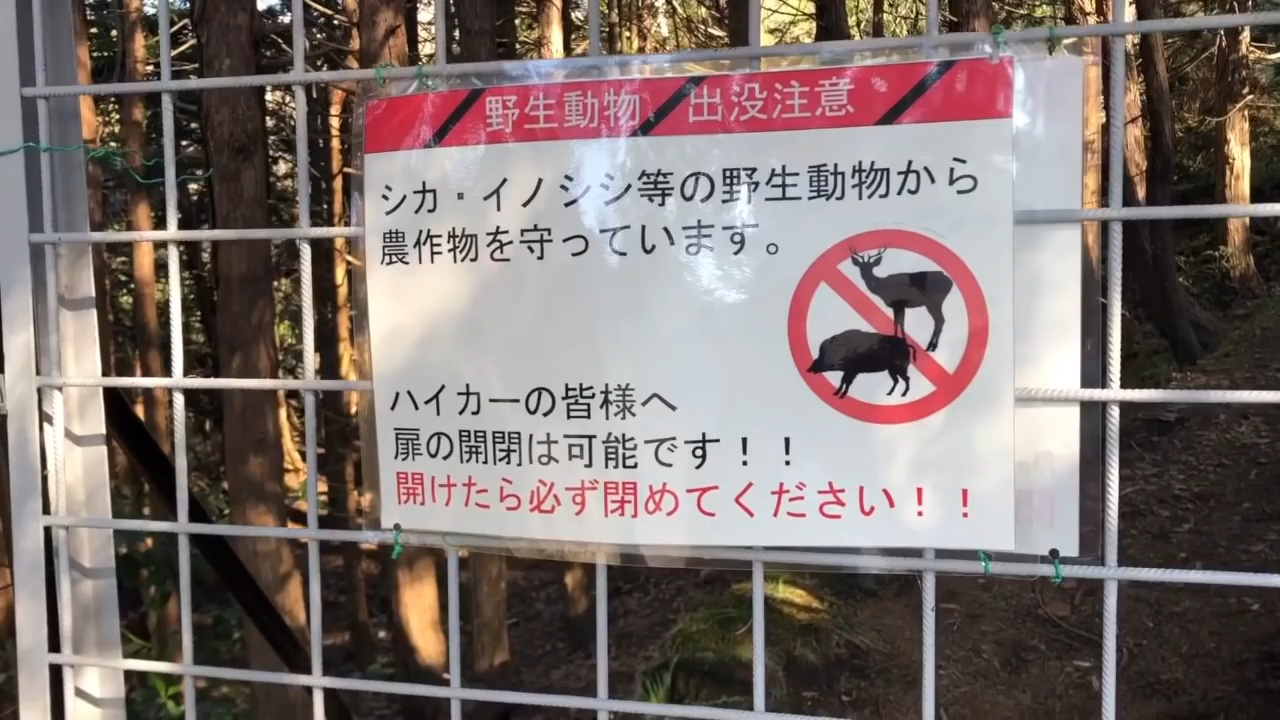 野生動物、出没注意
シカ・イノシシ等の野生動物から
農作物を守っています。
ハイカーの皆様へ
扉の開閉は可能です！！
開けたら必ず閉めてください！！